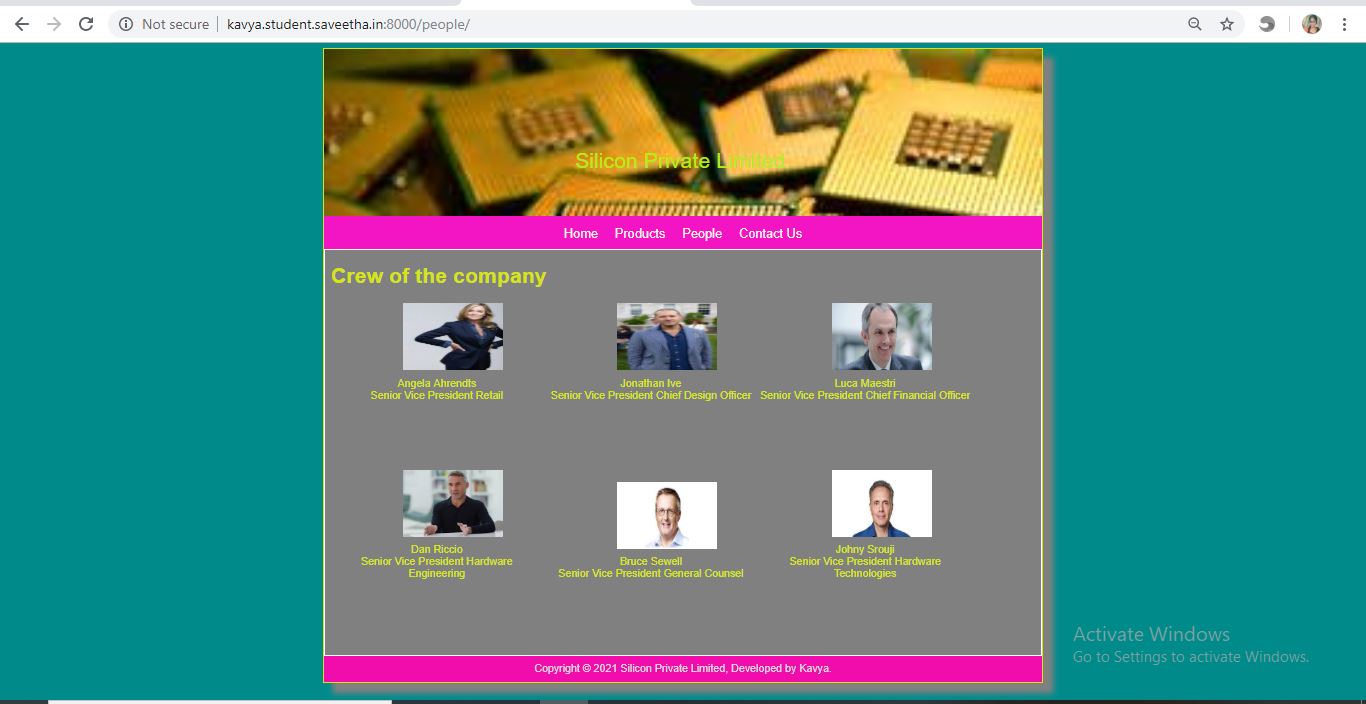 Not secure | kavya.student.saveetha.in:8000/people/
Silicon Private Limited
Home Products People Contact Us
Crew of the company
Angela Ahrendts
Senior Vice President Retail
Jonathan Ive
Senior Vice President Chief Design Officer
Luca Maestri
Senior Vice President Chief Financial Officer
Dan Riccio
Senior Vice President Hardware
Engineering
Bruce Sewell
Senior Vice President General Counsel
Johny Srouji
Senior Vice President Hardware
Technologies
Activate Windows
Go to Settings to activate Windows.
Copyright © 2021 Silicon Private Limited, Developed by Kavya.